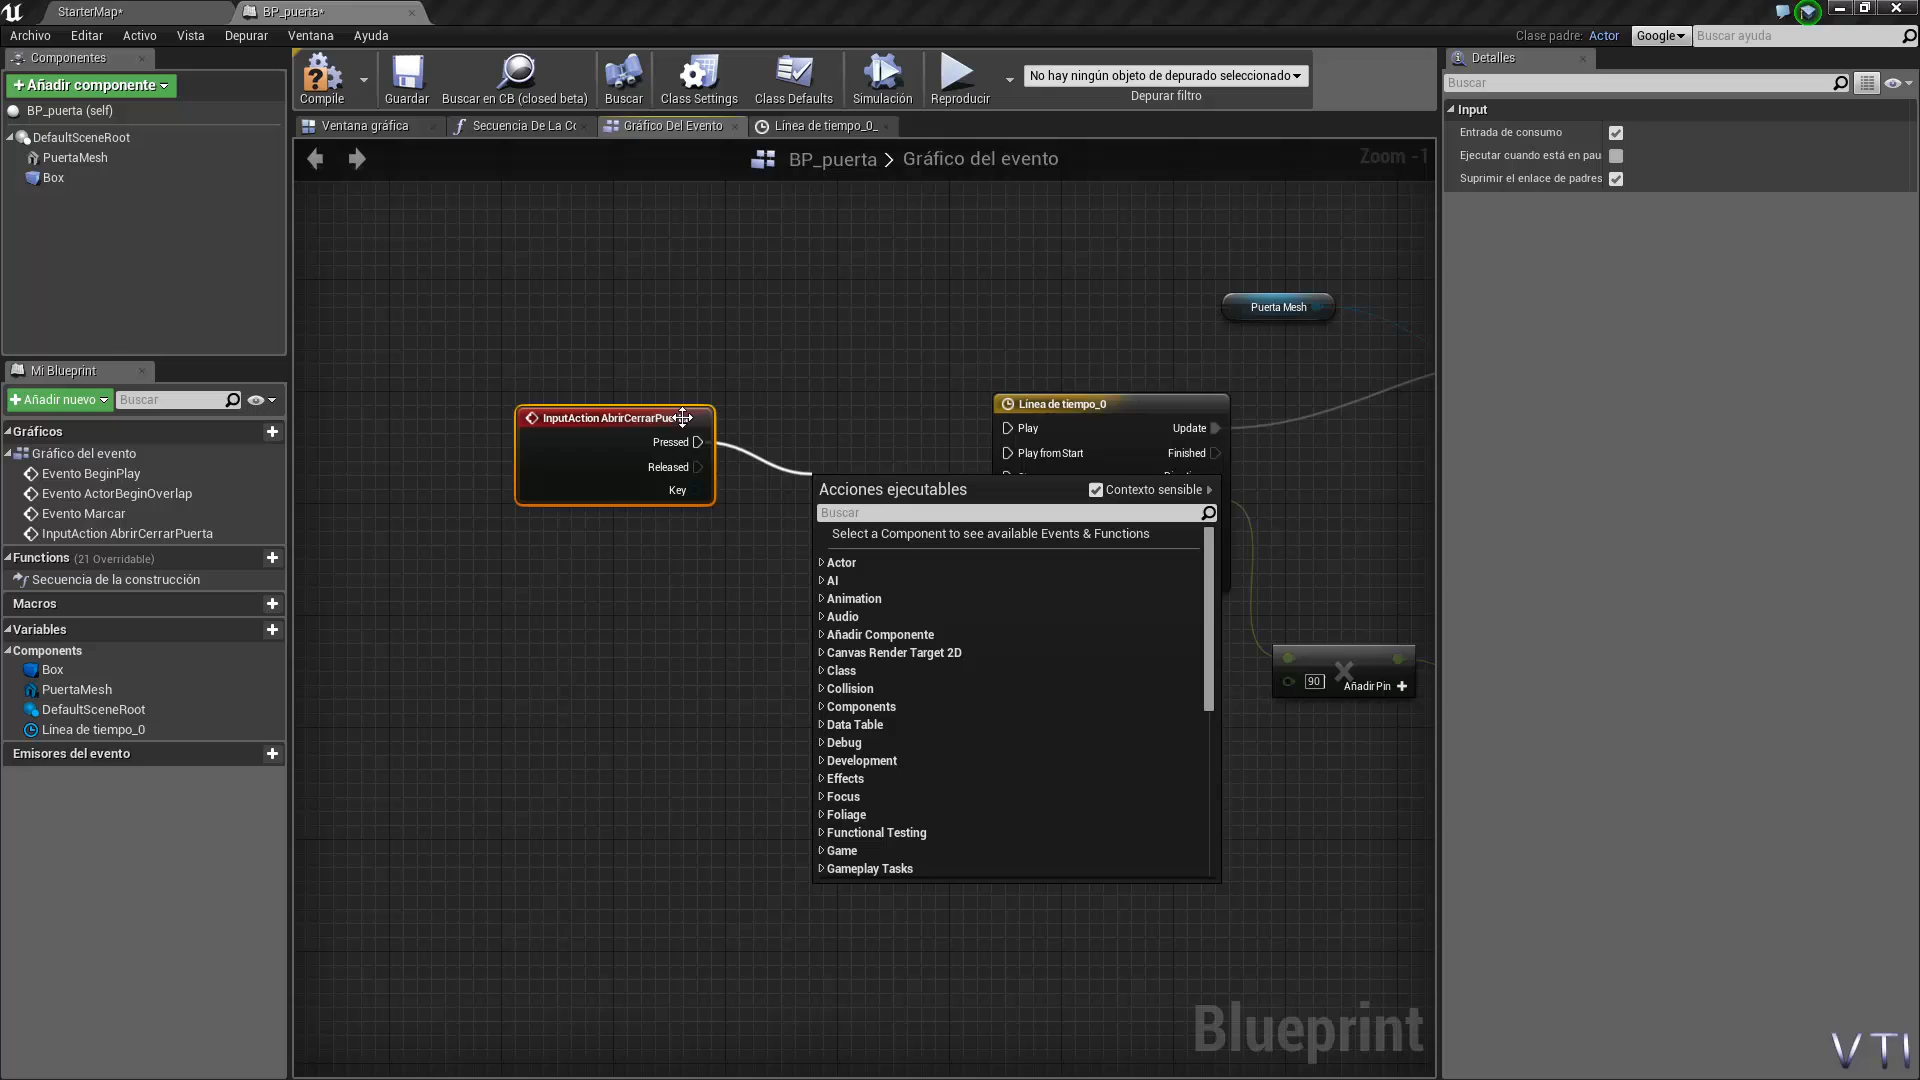 StarterMap*
BP_puerta*
Archivo Editar Activo Vista Depurar Ventana Ayuda
Clase padre: Actor Google Buscar ayuda
Componentes
Añadir componente
BP_puerta (self)
DefaultSceneRoot
PuertaMesh
Box
Compile Guardar Buscar en CB (closed beta) Buscar Class Settings Class Defaults Simulación Reproducir
No hay ningún objeto de depurado seleccionado
Depurar filtro
Ventana gráfica Secuencia De La Co Gráfico Del Evento Línea de tiempo_0_
BP_puerta > Gráfico del evento
Zoom -1
Detalles
Buscar
Input
Entrada de consumo
Ejecutar cuando está en pau
Suprimir el enlace de padres
Mi Blueprint
Añadir nuevo Buscar
Gráficos
Gráfico del evento
Evento BeginPlay
Evento ActorBeginOverlap
Evento Marcar
InputAction AbrirCerrarPuerta
Functions (21 Overridable)
Secuencia de la construcción
Macros
Variables
Components
Box
PuertaMesh
DefaultSceneRoot
Línea de tiempo_0
Emisores del evento
Puerta Mesh
InputAction AbrirCerrarPue
Pressed
Released
Key
Línea de tiempo_0
Play Update
Play from Start Finished
Acciones ejecutables Contexto sensible
Buscar
Select a Component to see available Events & Functions
Actor
AI
Animation
Audio
Añadir Componente
Canvas Render Target 2D
Class
Collision
Components
Data Table
Debug
Development
Effects
Focus
Foliage
Functional Testing
Game
Gameplay Tasks
90
Añadir Pin +
Blueprint
VTI